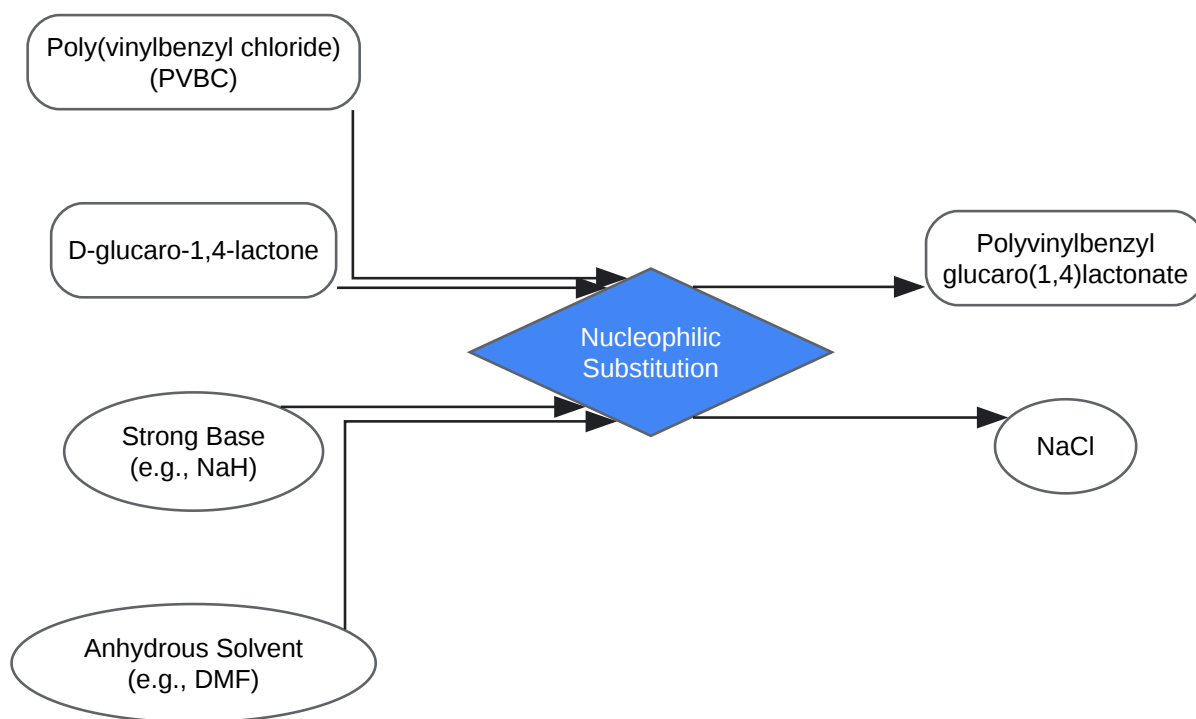 Poly(vinylbenzyl chloride)
(PVBC)
D-glucaro-1,4-lactone
Polyvinylbenzyl
glucaro(1,4)lactonate
Nucleophilic
Substitution
Strong Base
(e.g., NaH)
NaCl
Anhydrous Solvent
(e.g., DMF)